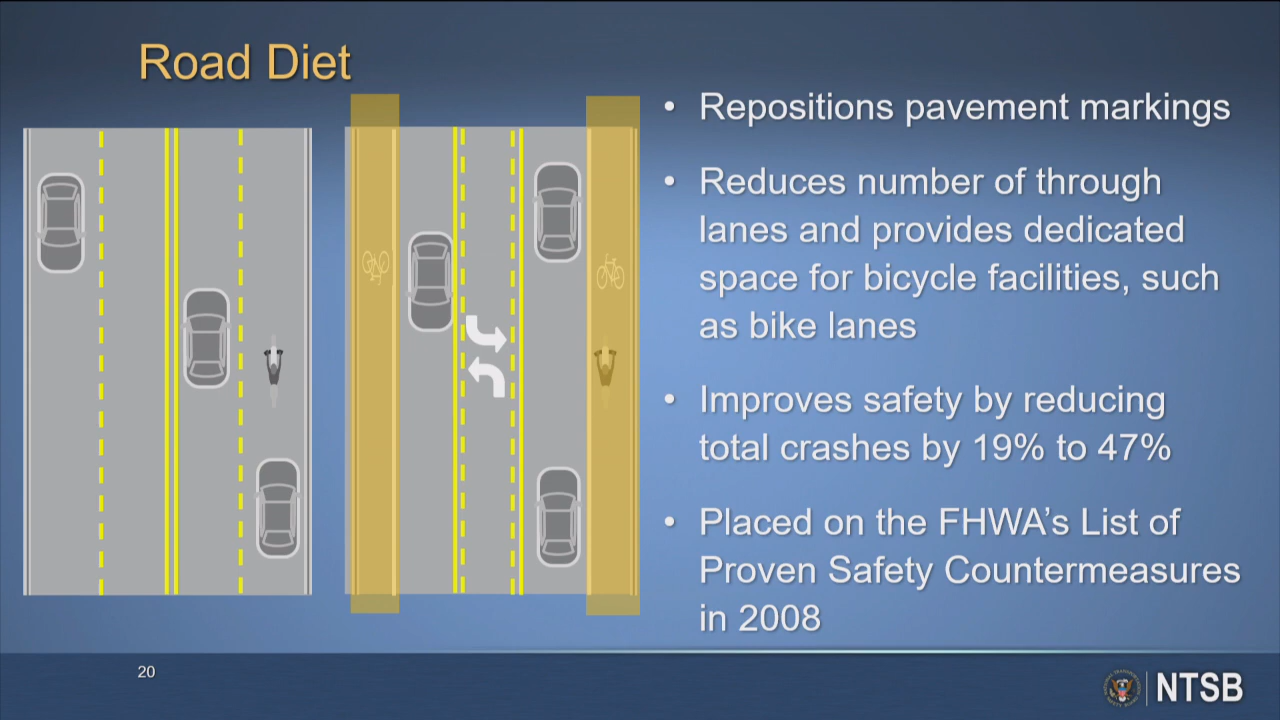 Road Diet
• Repositions pavement markings
• Reduces number of through
lanes and provides dedicated
space for bicycle facilities, such
as bike lanes
• Improves safety by reducing
total crashes by 19% to 47%
• Placed on the FHWA’s List of
Proven Safety Countermeasures
in 2008
20
NTSB